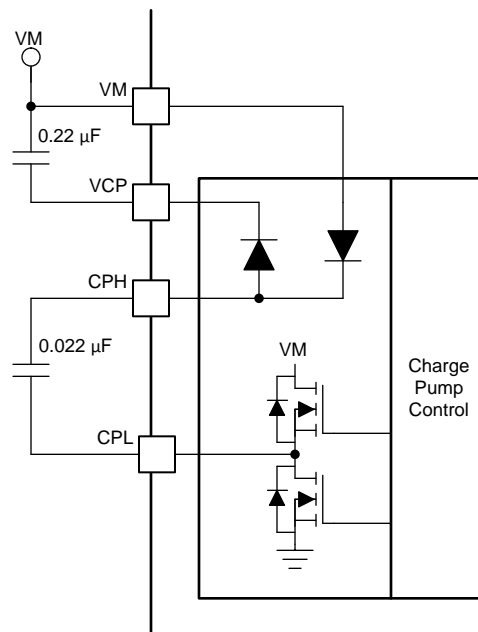 VM
VM
0.22 µF
VCP
CPH
0.022 µF
VM
Charge
Pump
Control
CPL